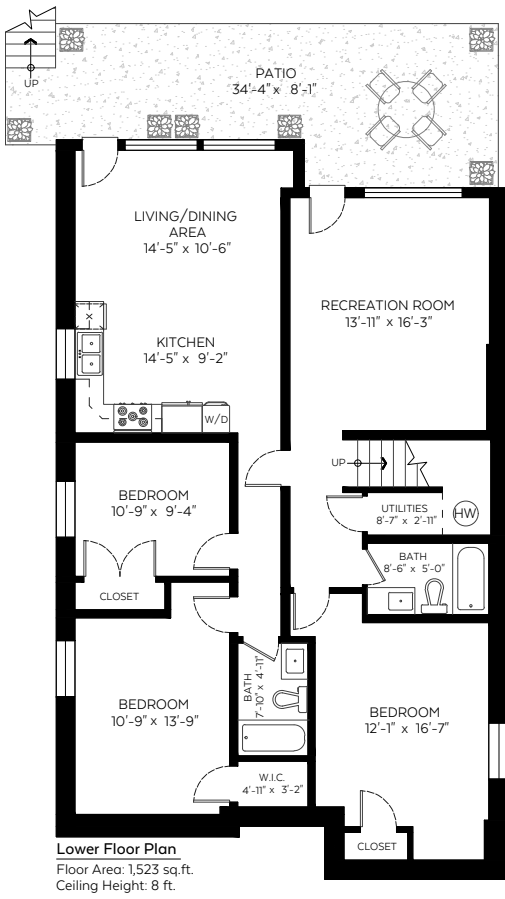 UP
PATIO
34'-4" x 8'-1"
LIVING/DINING
AREA
14'-5" x 10'-6"
RECREATION ROOM
13'-11" x 16'-3"
X
KITCHEN
14'-5" x 9'-2"
W/D
UP
BEDROOM
10'-9" x 9'-4"
UTILITIES
8'-7" x 2'-11"
HW
BATH
8'-6" x 5'-0"
CLOSET
BATH
7'-10" x 4'-11"
BEDROOM
10'-9" x 13'-9"
BEDROOM
12'-1" x 16'-7"
W.I.C.
4'-11" x 3'-2"
CLOSET
Lower Floor Plan
Floor Area: 1,523 sq.ft.
Ceiling Height: 8 ft.